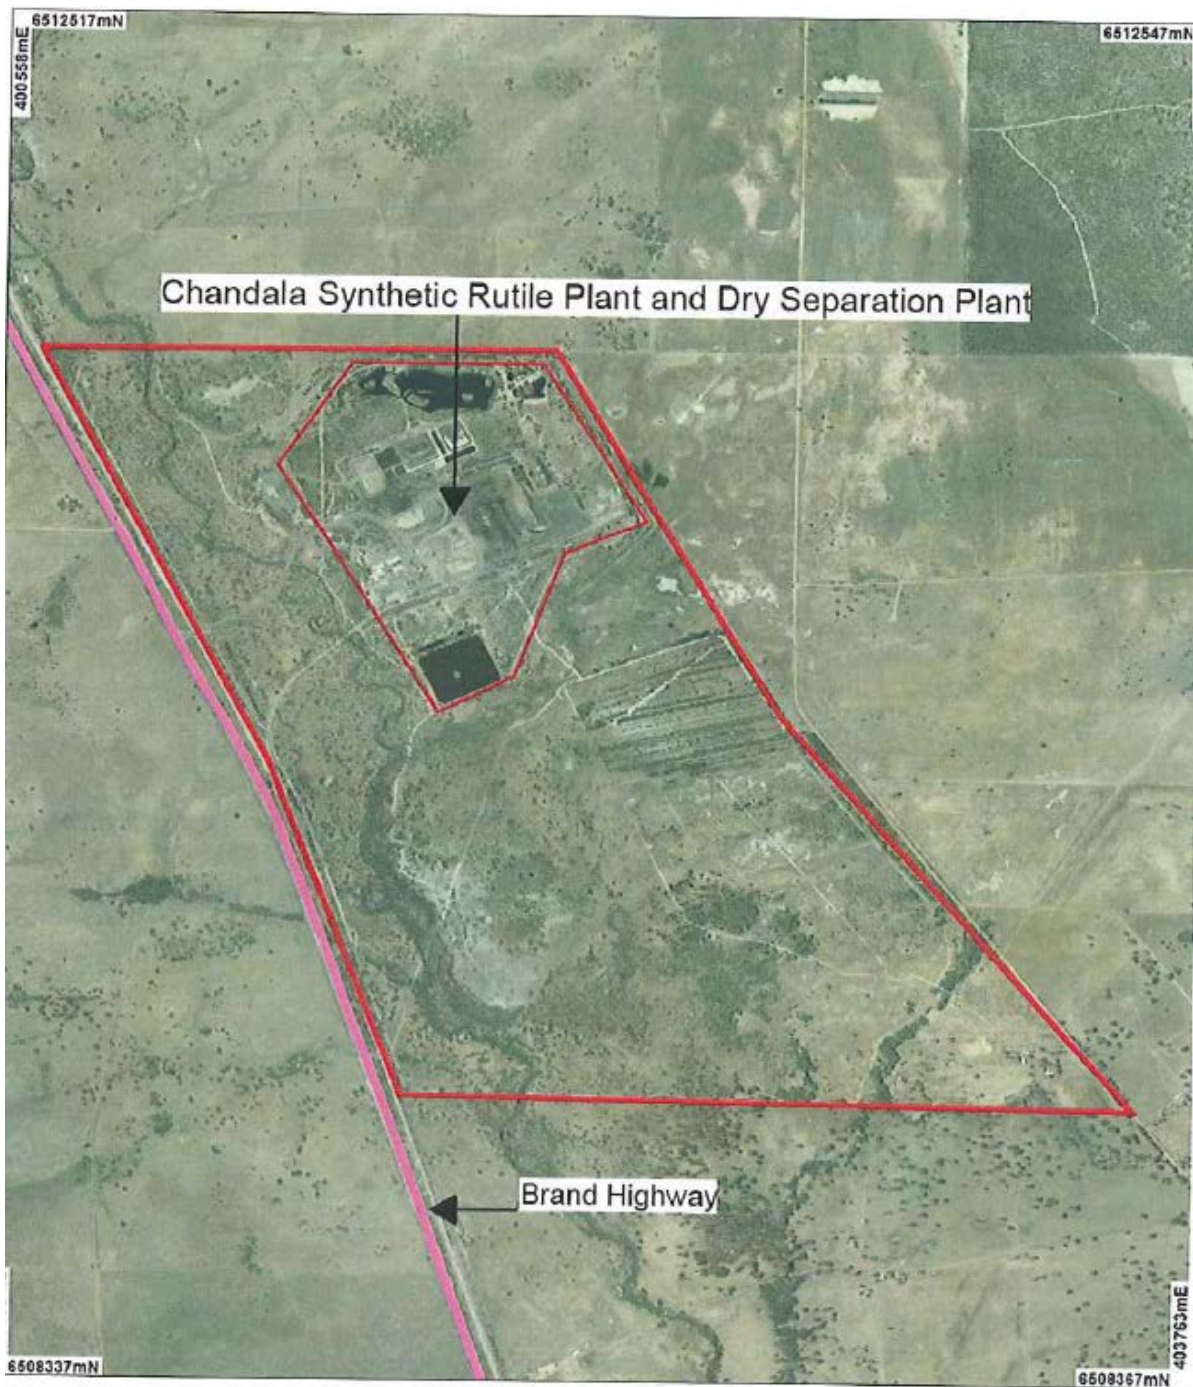 6512517mN
6512547mN
400558mE
Chandala Synthetic Rutile Plant and Dry Separation Plant
Brand Highway
403763mE
6508337mN
6508367mN